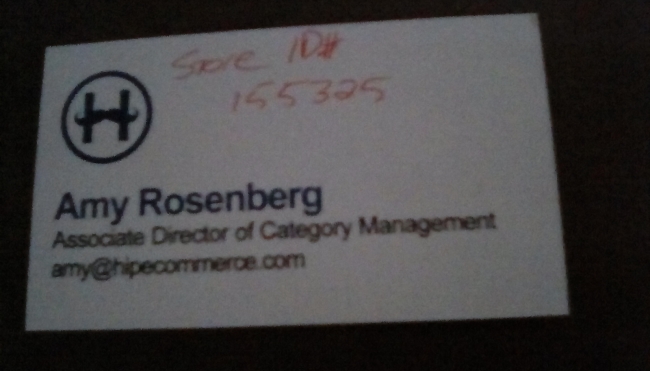 Store ID#
155325
H
Amy Rosenberg
Associate Director of Category Management
amy@hipecommerce.com